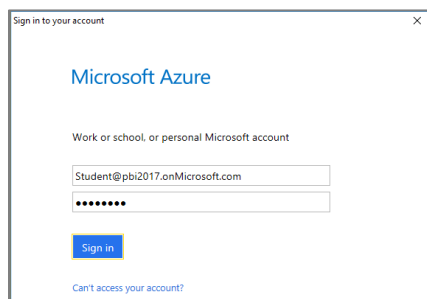 Sign in to your account
Microsoft Azure
Work or school, or personal Microsoft account
Student@pbi2017.onMicrosoft.com
●●●●●●●●
Sign in
Can't access your account?